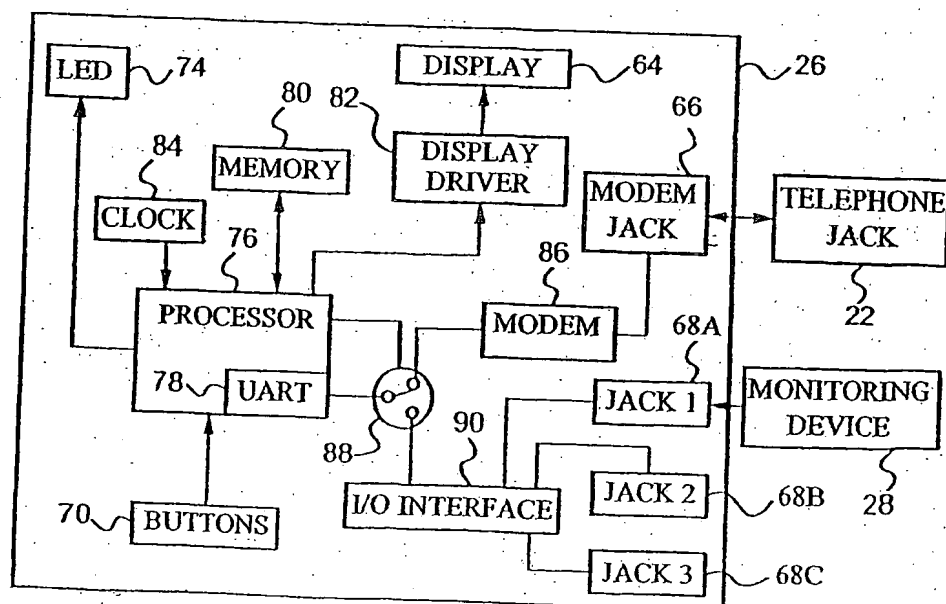 LED
74
DISPLAY
64
26
80
82
66
84
MEMORY
DISPLAY
DRIVER
MODEM
JACK
TELEPHONE
JACK
CLOCK
76
86
22
PROCESSOR
MODEM
68A
78
UART
JACK 1
MONITORING
DEVICE
88
90
I/O INTERFACE
JACK 2
68B
28
70
BUTTONS
JACK 3
68C